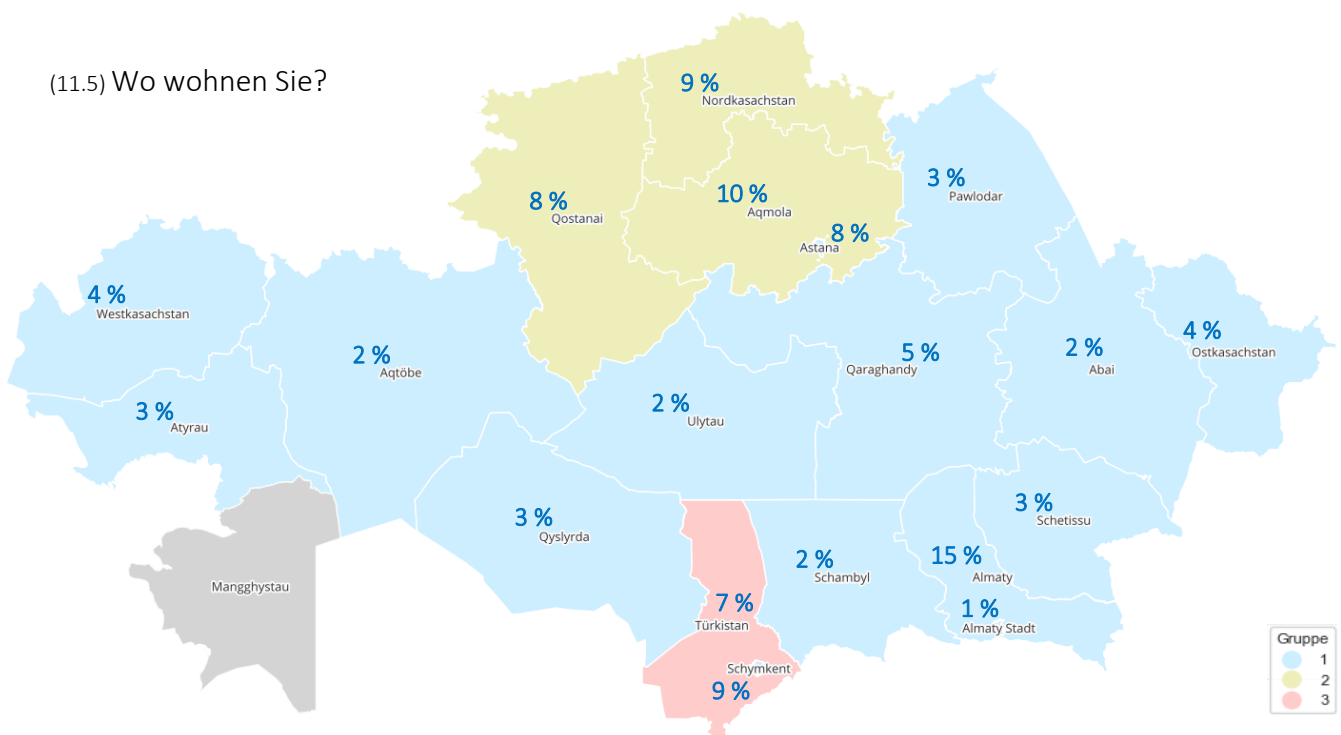 (11.5) Wo wohnen Sie?
9 %
Nordkasachstan
3 %
Pawlodar
8 %
Qostanai
10 %
Aqmola
8 %
Astana
4 %
Westkasachstan
2 %
Aqtöbe
5 %
Qaraghandy
2 %
Abai
4 %
Ostkasachstan
3 %
Atyrau
2 %
Ulytau
3 %
Qyslyrda
3 %
Schetissu
15 %
Almaty
2 %
Schambyl
Mangghystau
7 %
Türkistan
1 %
Almaty Stadt
Schymkent
9 %
Gruppe
1
2
3